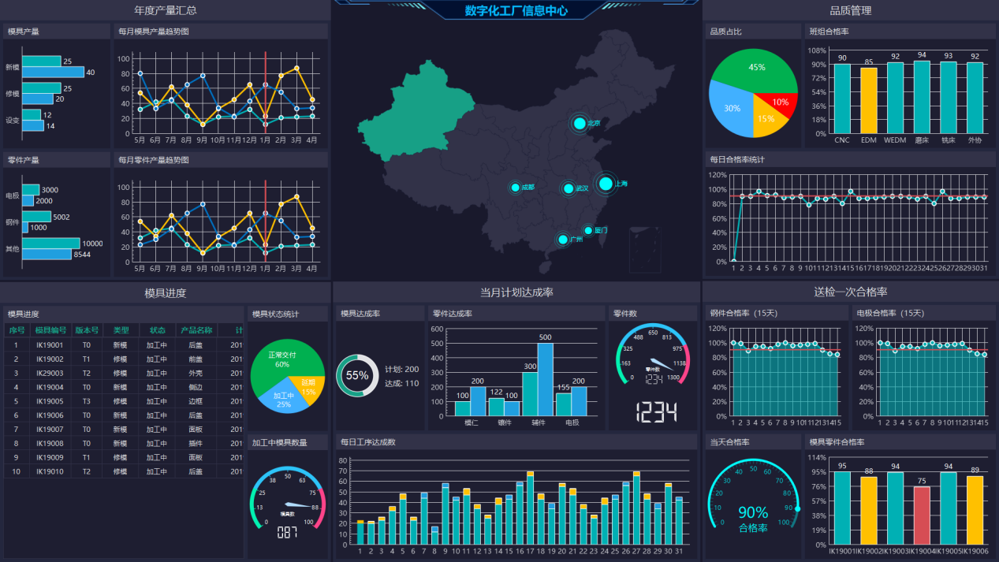 年度产量汇总
数字化工厂信息中心
品质管理
模具产量
新模
25
40
修模
25
20
设变
12
14
每月模具产量趋势图
100
80
60
40
20
0
5月 6月 7月 8月 9月 10月 11月 12月 1月 2月 3月 4月
零件产量
电极
3000
2000
钢件
5002
1000
其他
10000
8544
每月零件产量趋势图
100
80
60
40
20
0
5月 6月 7月 8月 9月 10月 11月 12月 1月 2月 3月 4月
北京
成都
武汉
上海
厦门
广州
品质占比
45%
10%
30%
15%
班组合格率
108%
90%
72%
54%
36%
18%
0%
90 85 92 94 93 92
CNC EDM WEDM 磨床 铣床 外协
每日合格率统计
120%
100%
80%
60%
40%
20%
0%
1 2 3 4 5 6 7 8 9 10 11 12 13 14 15 16 17 18 19 20 21 22 23 24 25 26 27 28 29 30 31
模具进度
模具进度
序号 模具编号 版本号 类型 状态 产品名称 计
1 IK19001 T0 新模 加工中 后盖 201
2 IK19002 T1 修模 加工中 前盖 201
3 IK29003 T2 修模 加工中 外壳 201
4 IK19004 T0 新模 加工中 侧边 201
5 IK19005 T3 修模 加工中 边框 201
6 IK19006 T0 新模 加工中 后盖 201
7 IK19007 T0 新模 加工中 面板 201
8 IK19008 T0 新模 加工中 插件 201
9 IK19009 T1 修模 加工中 面板 201
10 IK19010 T2 修模 加工中 后盖 201
模具状态统计
正常交付
60%
延期
15%
加工中
25%
加工中模具数量
0 13 25 38 50 63 75 88 100
模具数
087
当月计划达成率
模具达成率
55%
计划: 200
达成: 110
零件达成率
600
500
400
300
200
100
0
100 200 122 100 300 500 155 200
模仁 镶件 辅件 电极
零件数
0 163 325 488 650 813 975 1138 1300
零件数
1234
1234
每日工序达成数
80
70
60
50
40
30
20
10
0
1 2 3 4 5 6 7 8 9 10 11 12 13 14 15 16 17 18 19 20 21 22 23 24 25 26 27 28 29 30 31
送检一次合格率
钢件合格率（15天）
120%
100%
80%
60%
40%
20%
0%
1 2 3 4 5 6 7 8 9 10 11 12 13 14 15
电极合格率（15天）
120%
100%
80%
60%
40%
20%
0%
1 2 3 4 5 6 7 8 9 10 11 12 13 14 15
当天合格率
0 10 20 30 40 50 60 70 80 90 100
90%
合格率
模具零件合格率
114%
95%
76%
57%
38%
19%
0%
95 88 94 75 94 89
IK19001 IK19002 IK19003 IK19004 IK19005 IK19006